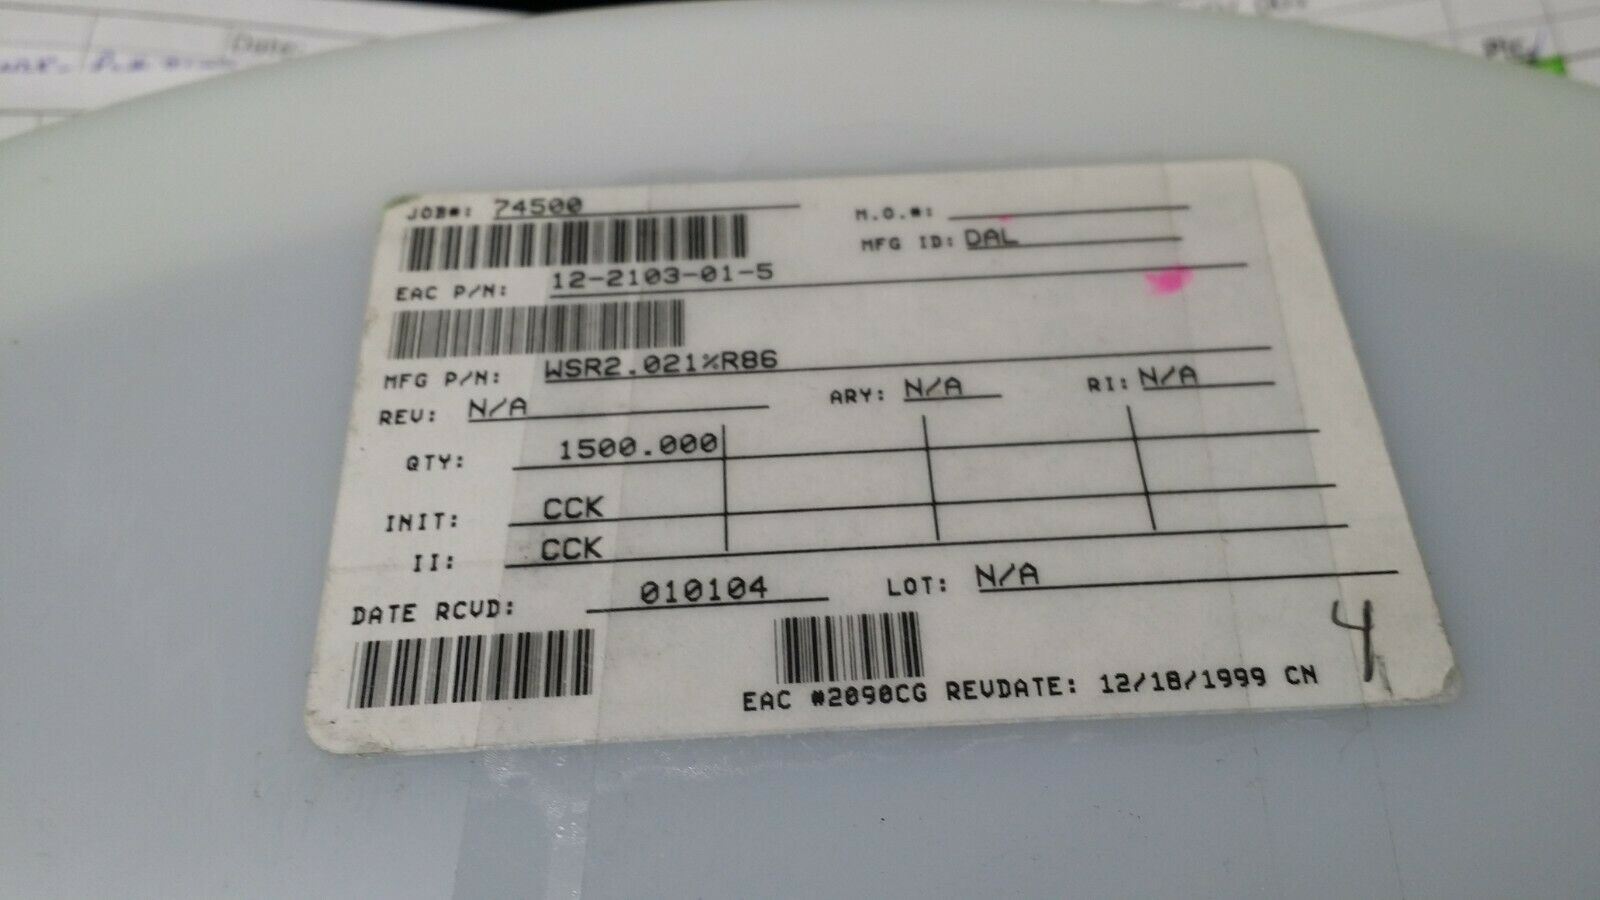 Date
JOB#: 74500
M.O.#:
MFG ID: DAL
EAC P/N: 12-2103-01-5
MFG P/N: WSR2.021%R86
REV: N/A ARY: N/A RI: N/A
QTY: 1500.000
INIT: CCK
II: CCK
DATE RCVD: 010104 LOT: N/A
4
EAC #2090CG REVDATE: 12/18/1999 CN